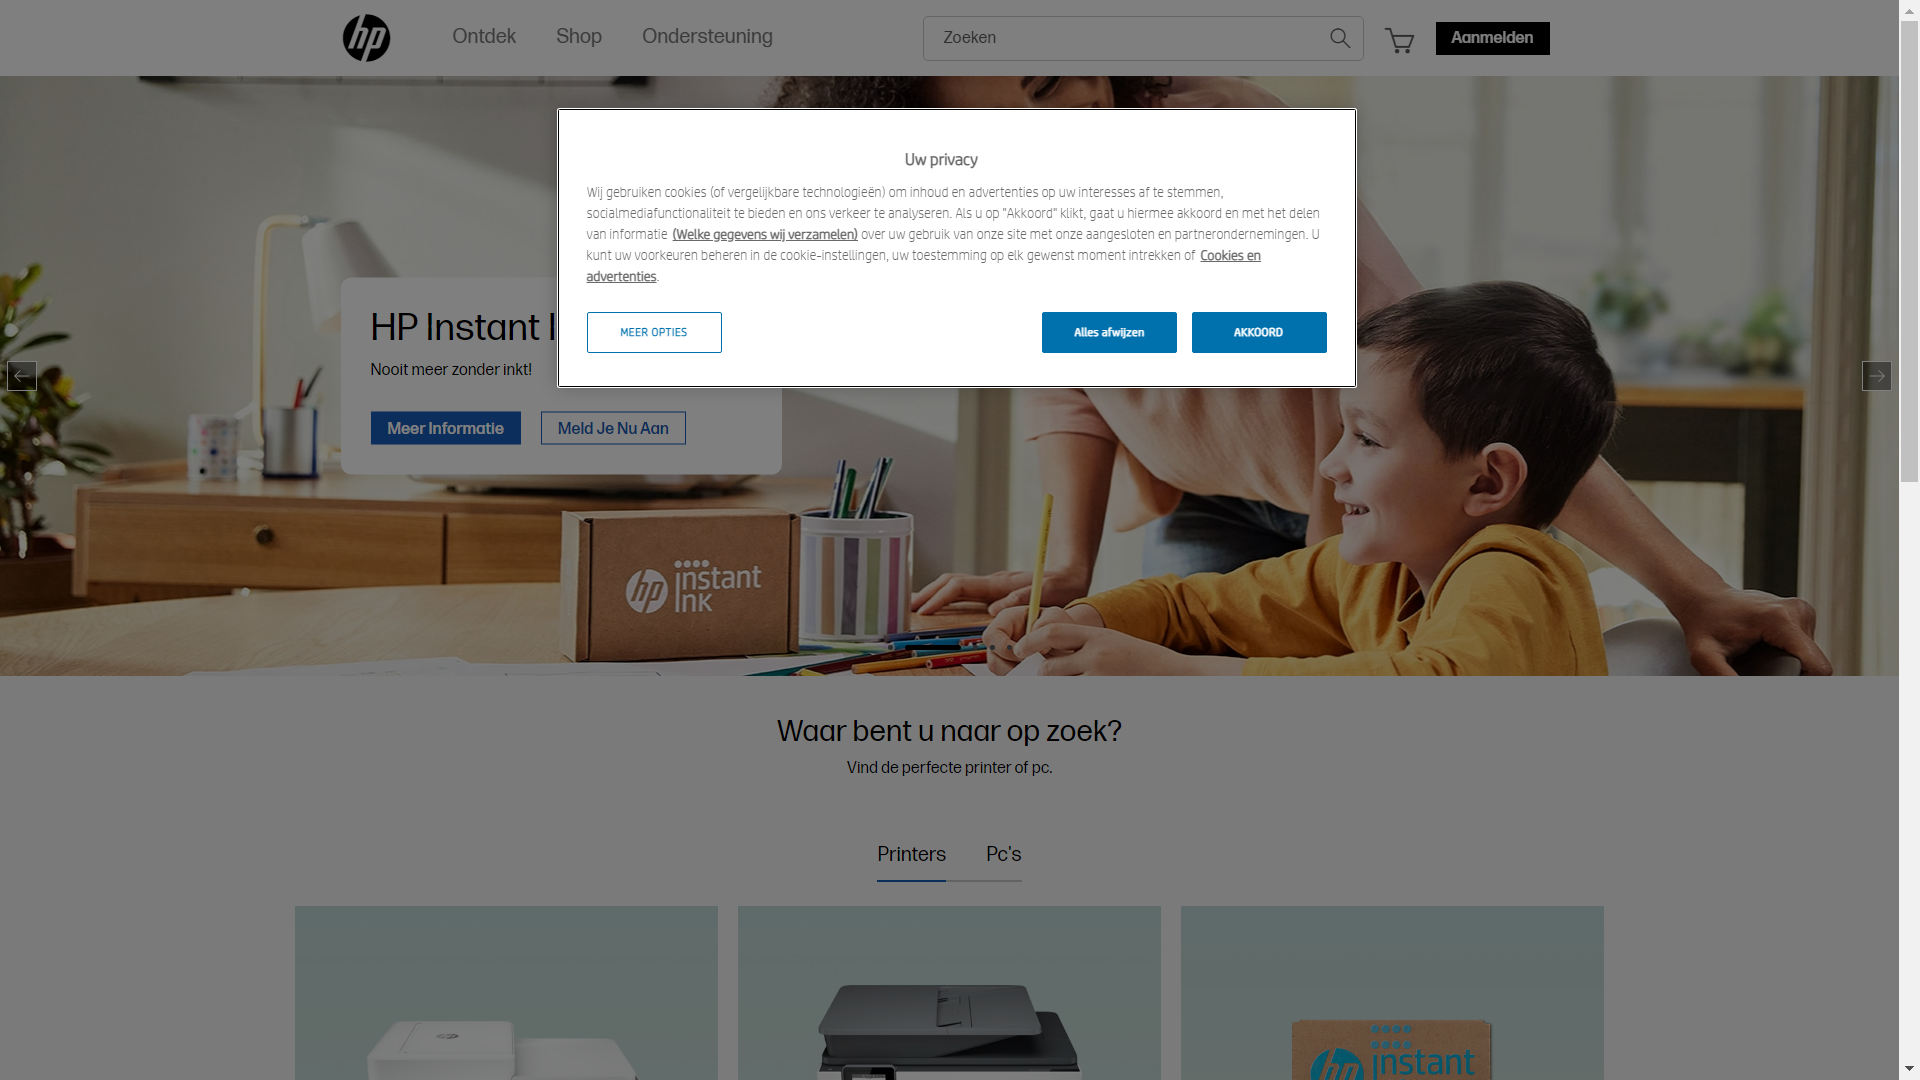 hp
Ontdek
Shop
Ondersteuning
Zoeken
Aanmelden
Uw privacy
Wij gebruiken cookies (of vergelijkbare technologieën) om inhoud en advertenties op uw interesses af te stemmen,
socialmediafunctionaliteit te bieden en ons verkeer te analyseren. Als u op "Akkoord" klikt, gaat u hiermee akkoord en met het delen
van informatie (Welke gegevens wij verzamelen) over uw gebruik van onze site met onze aangesloten en partnerondernemingen. U
kunt uw voorkeuren beheren in de cookie-instellingen, uw toestemming op elk gewenst moment intrekken of Cookies en
advertenties.
MEER OPTIES
Alles afwijzen
AKKOORD
HP Instant
Nooit meer zonder inkt!
Meer Informatie
Meld Je Nu Aan
hp instant
ink
Waar bent u naar op zoek?
Vind de perfecte printer of pc.
Printers
Pc's
hp instant